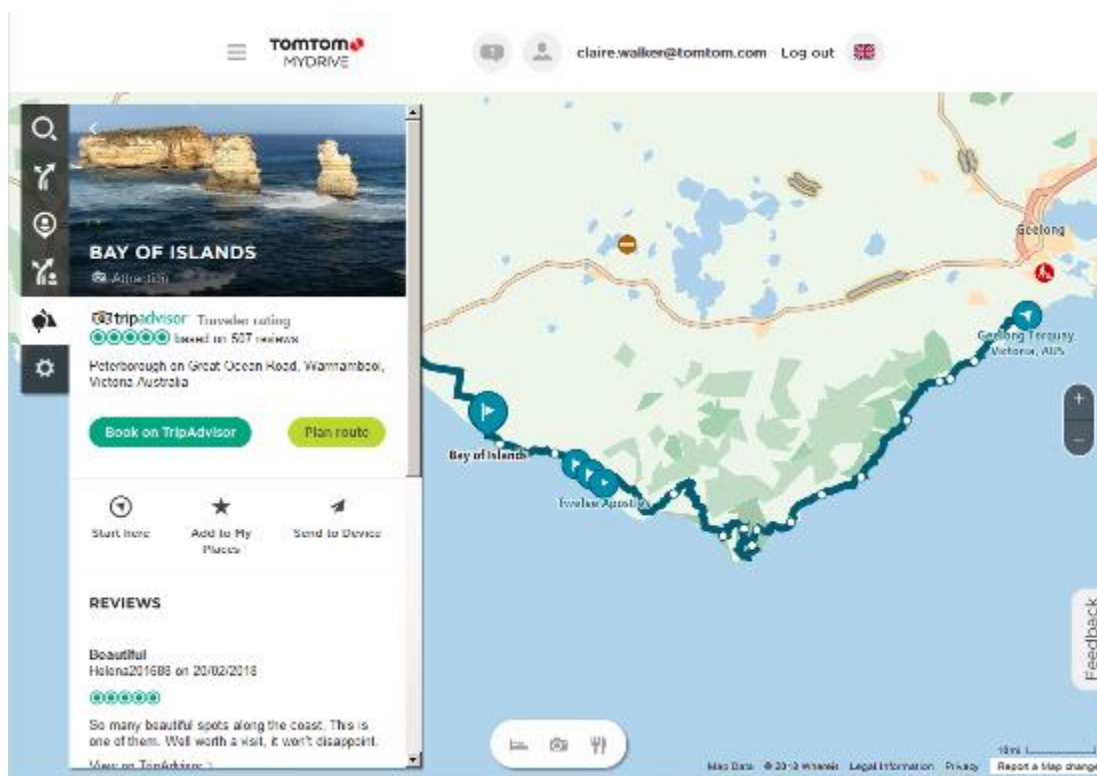 TOMTOM
MYDRIVE
claire.walker@tomtom.com Log out
BAY OF ISLANDS
Attraction
tripadvisor Traveler rating
based on 507 reviews
Peterborough on Great Ocean Road, Warrnambool,
Victoria Australia
Book on TripAdvisor
Plan route
Start here
Add to My
Places
Send to Device
REVIEWS
Beautiful
Helena201688 on 20/02/2018
So many beautiful spots along the coast. This is
one of them. Well worth a visit, it won't disappoint.
View on TripAdvisor
Geelong
Geelong Torquay,
Victoria, AUS
Bay of Islands
Twelve Apostles
+
−
Feedback
10mi
Map Data © 2018 Whereis Legal Information Privacy Report a Map change